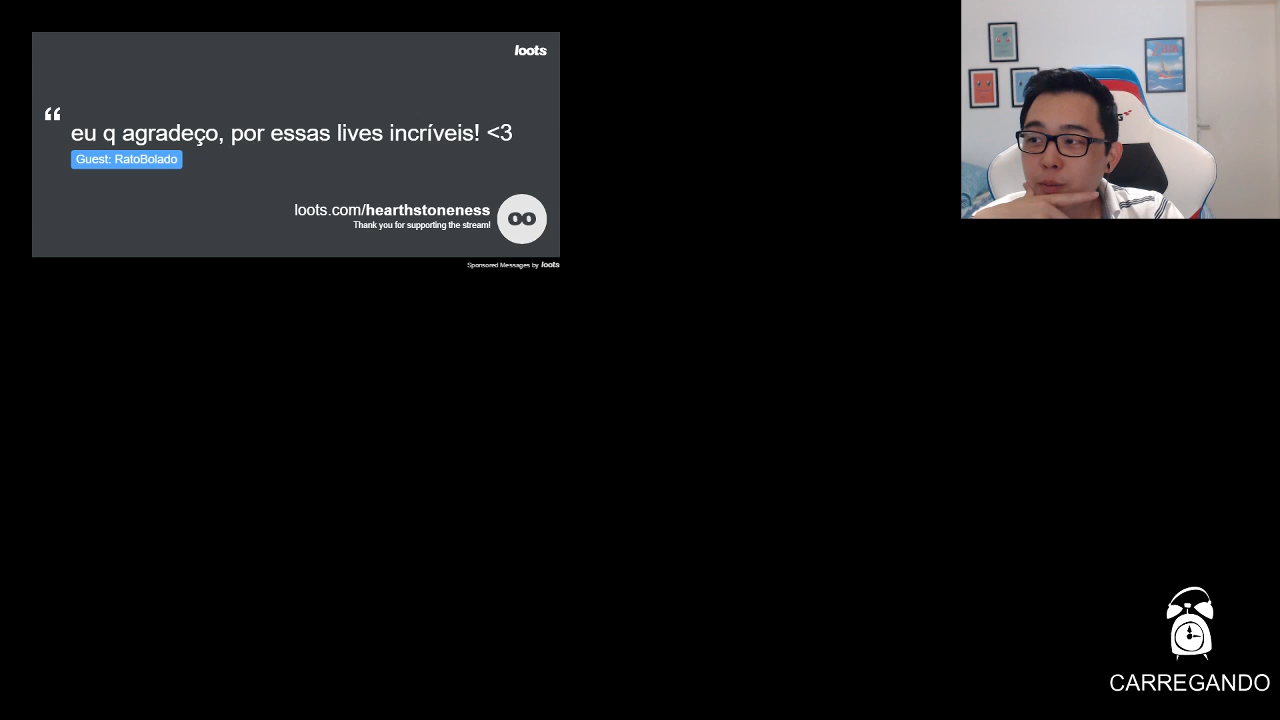 loots
“
eu q agradeço, por essas lives incríveis! <3
Guest: RatoBolado
loots.com/hearthstoneness
Thank you for supporting the stream!
Sponsored Messages by loots
CARREGANDO